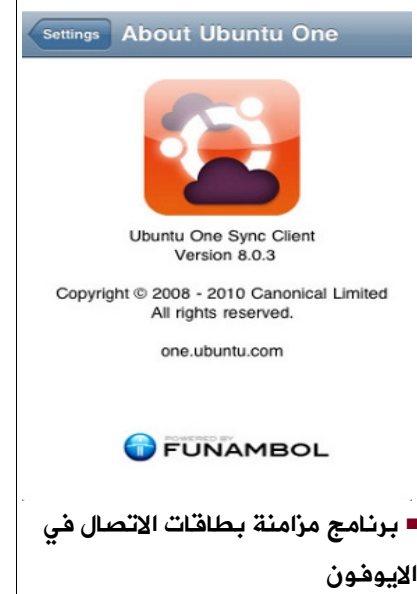 Settings
About Ubuntu One
Ubuntu One Sync Client
Version 8.0.3
Copyright © 2008 - 2010 Canonical Limited
All rights reserved.
one.ubuntu.com
POWERED BY
FUNAMBOL
برنامج مزامنة بطاقات الاتصال في
الايوفون